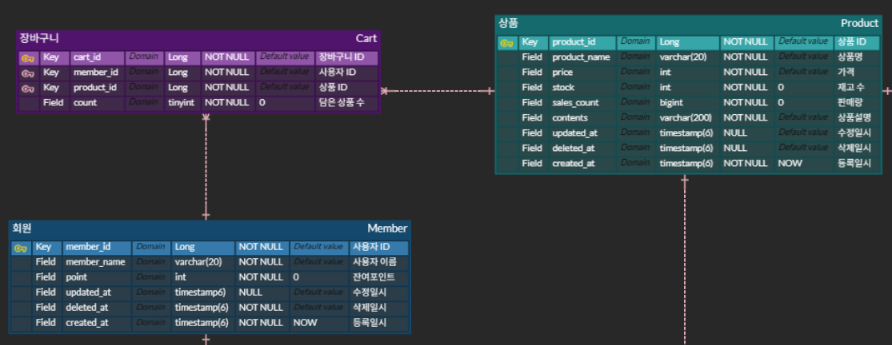 장바구니 Cart
Key cart_id Domain Long NOT NULL Default value 장바구니 ID
Key member_id Domain Long NOT NULL Default value 사용자 ID
Key product_id Domain Long NOT NULL Default value 상품 ID
Field count Domain tinyint NOT NULL 0 담은 상품 수
상품 Product
Key product_id Domain Long NOT NULL Default value 상품 ID
Field product_name Domain varchar(20) NOT NULL Default value 상품명
Field price Domain int NOT NULL Default value 가격
Field stock Domain int NOT NULL 0 재고 수
Field sales_count Domain bigint NOT NULL 0 판매량
Field contents Domain varchar(200) NOT NULL Default value 상품설명
Field updated_at Domain timestamp(6) NULL Default value 수정일시
Field deleted_at Domain timestamp(6) NULL Default value 삭제일시
Field created_at Domain timestamp(6) NOT NULL NOW 등록일시
회원 Member
Key member_id Domain Long NOT NULL Default value 사용자 ID
Field member_name Domain varchar(20) NOT NULL Default value 사용자 이름
Field point Domain int NOT NULL 0 잔여포인트
Field updated_at Domain timestamp6) NULL Default value 수정일시
Field deleted_at Domain timestamp(6) NOT NULL Default value 삭제일시
Field created_at Domain timestamp(6) NOT NULL NOW 등록일시